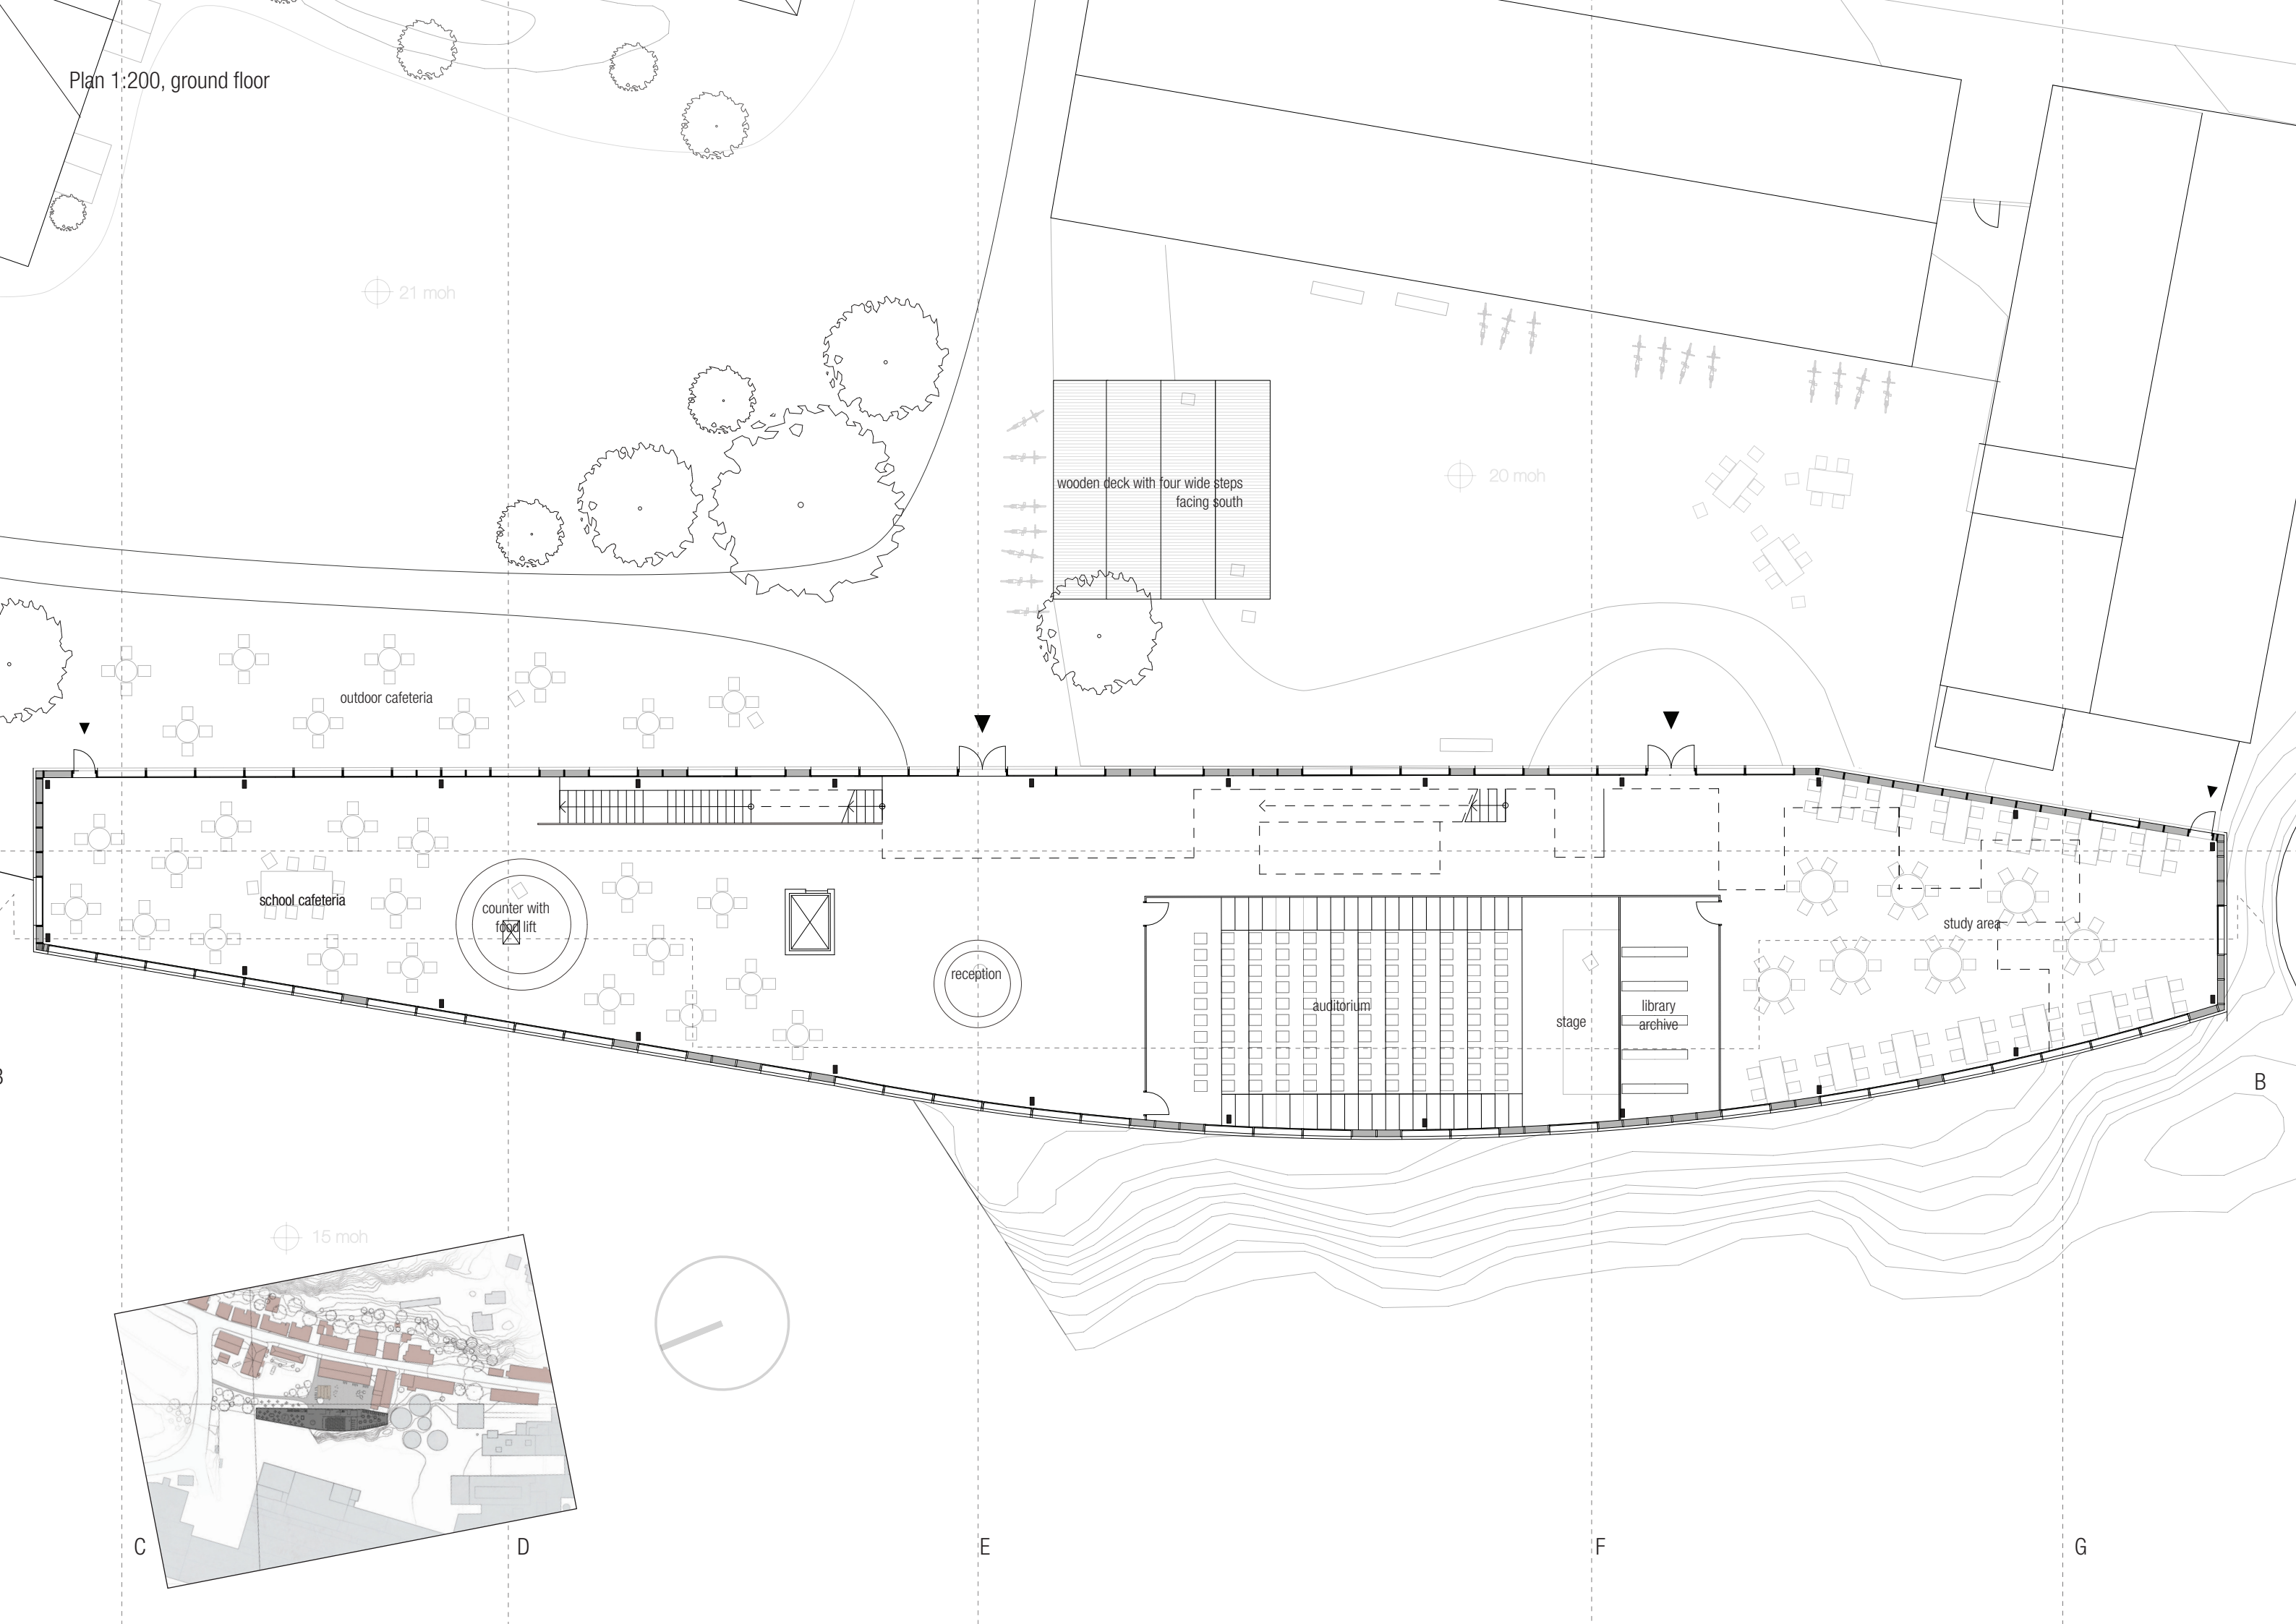 Plan 1:200, ground floor
21 moh
wooden deck with four wide steps
facing south
20 moh
outdoor cafeteria
school cafeteria
counter with
food lift
reception
auditorium
stage
library
archive
study area
B
B
15 moh
C
D
E
F
G